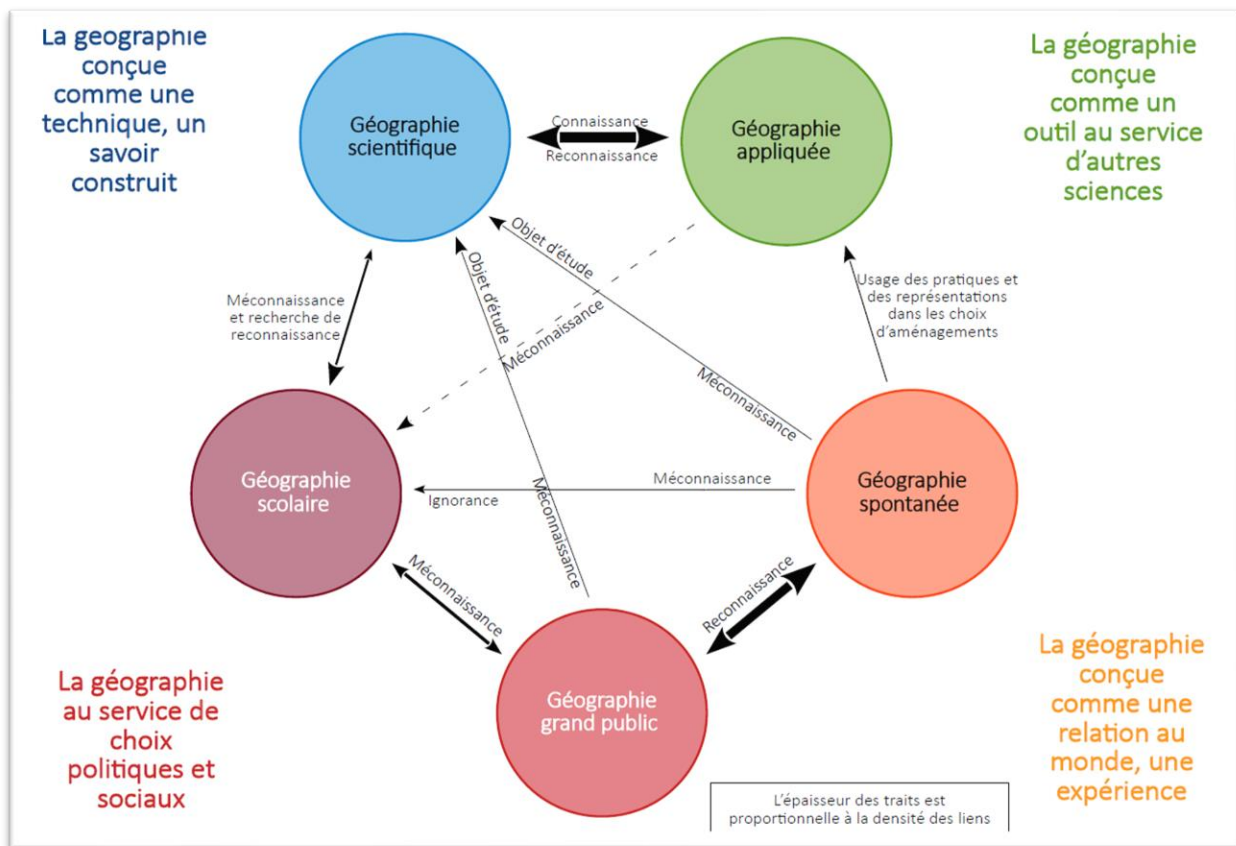 La géographie
conçue
comme une
technique, un
savoir
construit
Géographie
scientifique
Connaissance
Reconnaissance
Géographie
appliquée
La géographie
conçue
comme un
outil au service
d'autres
sciences
Méconnaissance
et recherche de
reconnaissance
Objet d'étude
Objet d'étude
Méconnaissance
Usage des pratiques et
des représentations
dans les choix
d'aménagements
Méconnaissance
Géographie
scolaire
Ignorance
Méconnaissance
Méconnaissance
Géographie
spontanée
Méconnaissance
Reconnaissance
Géographie
grand public
La géographie
au service de
choix
politiques et
sociaux
La géographie
conçue
comme une
relation au
monde, une
expérience
L'épaisseur des traits est
proportionnelle à la densité des liens